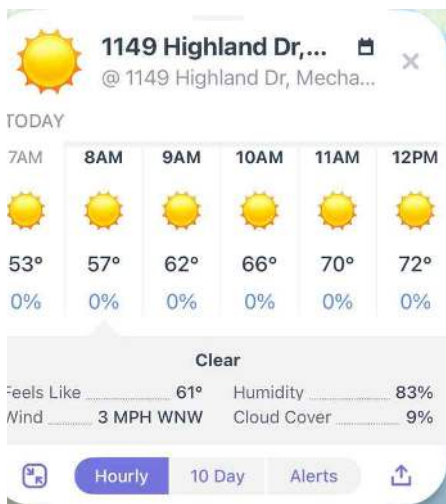 1149 Highland Dr,...
@ 1149 Highland Dr, Mecha...
TODAY
7AM 8AM 9AM 10AM 11AM 12PM
53° 57° 62° 66° 70° 72°
0% 0% 0% 0% 0% 0%
Clear
Feels Like 61° Humidity 83%
Wind 3 MPH WNW Cloud Cover 9%
Hourly 10 Day Alerts